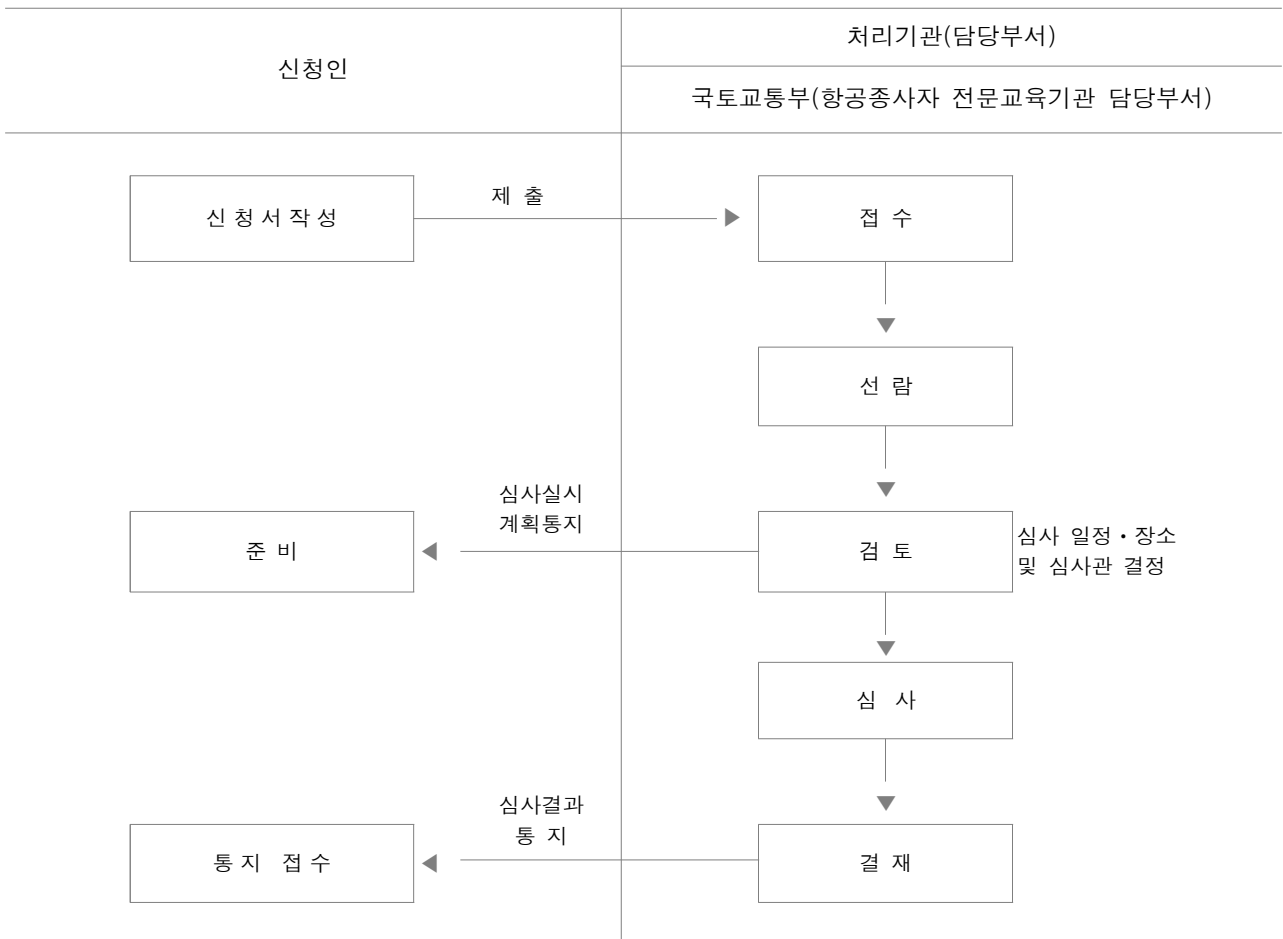 신청인
처리기관(담당부서)
국토교통부(항공종사자 전문교육기관 담당부서)
신 청 서 작 성
제 출
접 수
선 람
심사실시
계획통지
준 비
검 토
심사 일정・장소
및 심사관 결정
심 사
심사결과
통 지
통 지 접 수
결 재